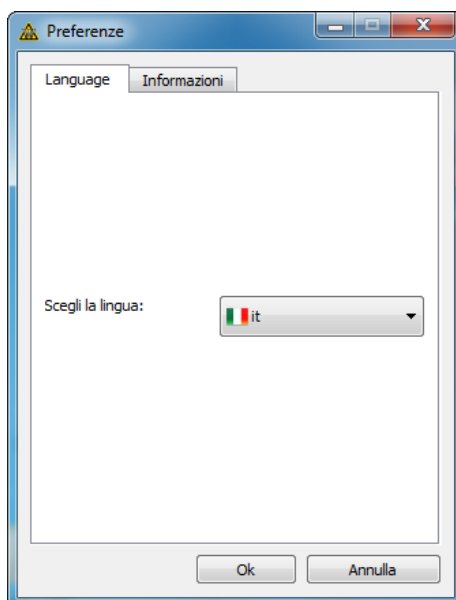 Preferenze
Language
Informazioni
Scegli la lingua:
it
Ok
Annulla